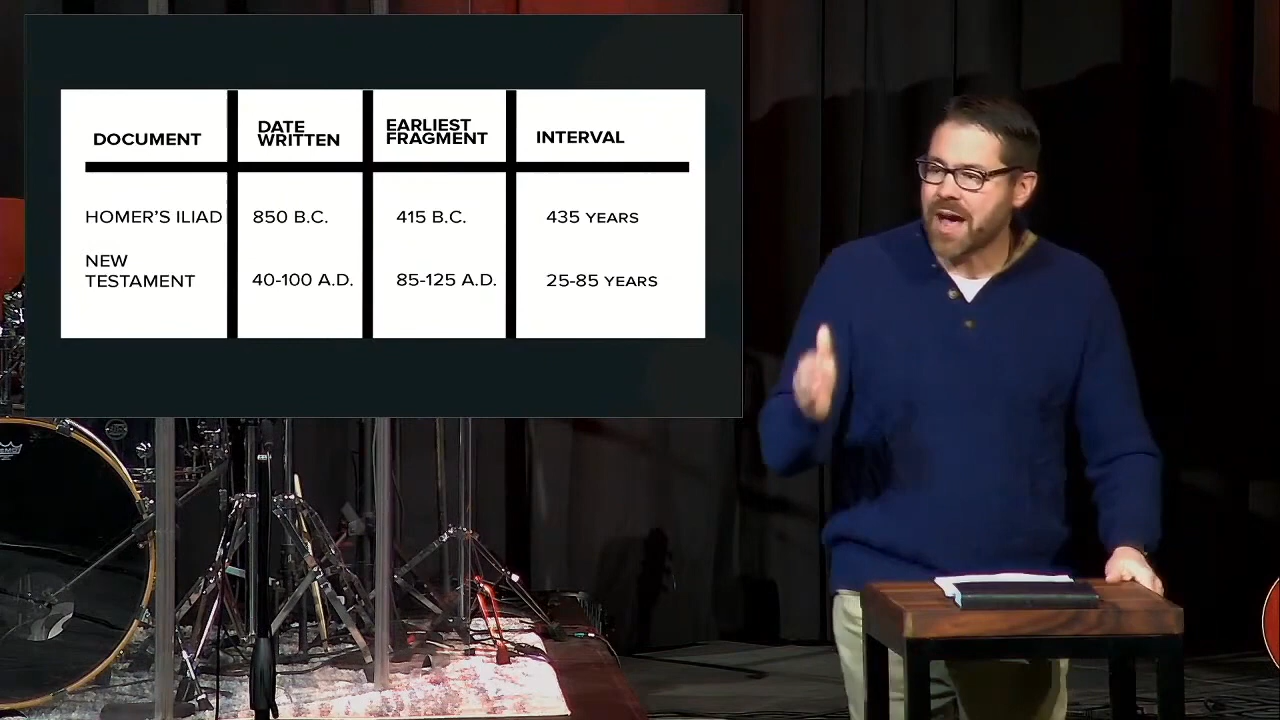 DOCUMENT
DATE WRITTEN
EARLIEST FRAGMENT
INTERVAL
HOMER'S ILIAD
850 B.C.
415 B.C.
435 YEARS
NEW TESTAMENT
40-100 A.D.
85-125 A.D.
25-85 YEARS